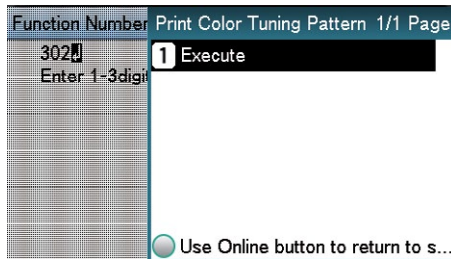 Function Number
302
Enter 1-3digi
Print Color Tuning Pattern 1/1 Page
1 Execute
Use Online button to return to s...